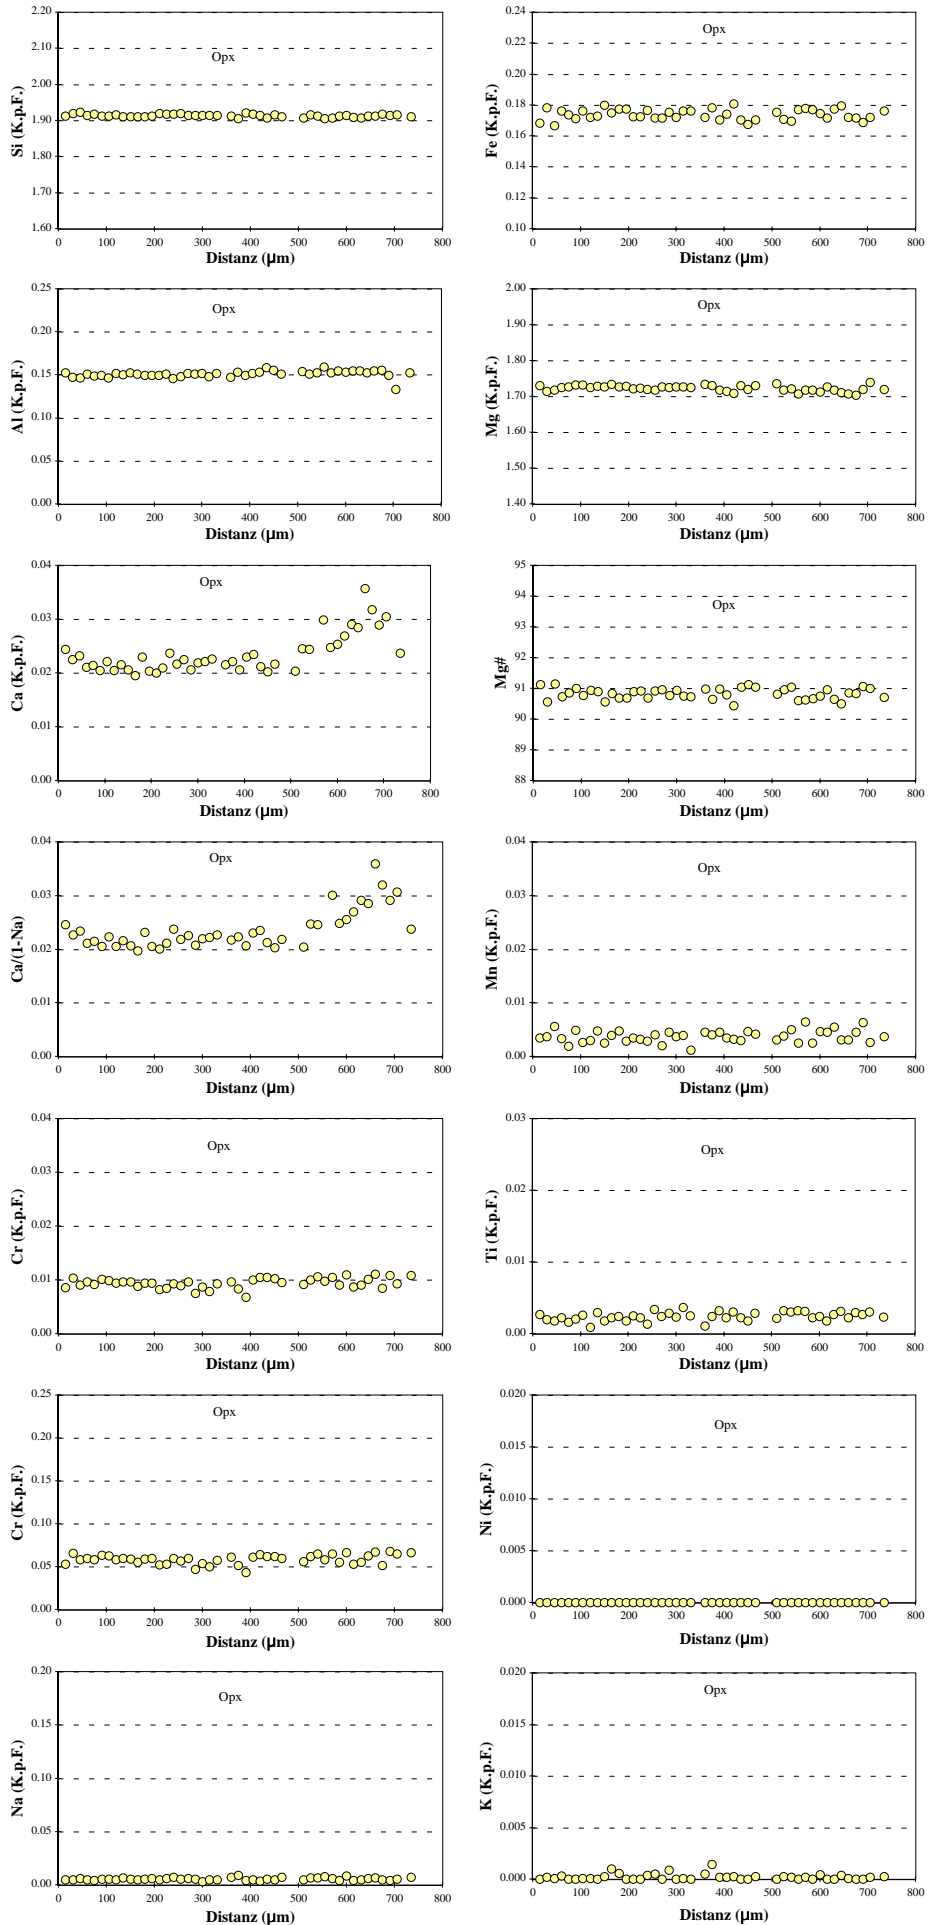 2.20
2.10
2.00
1.90
1.80
1.70
1.60
Si (K.p.F.)
Opx
0 100 200 300 400 500 600 700 800
Distanz (µm)
0.24
0.22
0.20
0.18
0.16
0.14
0.12
0.10
Fe (K.p.F.)
Opx
0 100 200 300 400 500 600 700 800
Distanz (µm)
0.25
0.20
0.15
0.10
0.05
0.00
Al (K.p.F.)
Opx
0 100 200 300 400 500 600 700 800
Distanz (µm)
2.00
1.90
1.80
1.70
1.60
1.50
1.40
Mg (K.p.F.)
Opx
0 100 200 300 400 500 600 700 800
Distanz (µm)
0.04
0.03
0.02
0.01
0.00
Ca (K.p.F.)
Opx
0 100 200 300 400 500 600 700 800
Distanz (µm)
95
94
93
92
91
90
89
88
Mg#
Opx
0 100 200 300 400 500 600 700 800
Distanz (µm)
0.04
0.03
0.02
0.01
0.00
Ca/(1-Na)
Opx
0 100 200 300 400 500 600 700 800
Distanz (µm)
0.04
0.03
0.02
0.01
0.00
Mn (K.p.F.)
Opx
0 100 200 300 400 500 600 700 800
Distanz (µm)
0.04
0.03
0.02
0.01
0.00
Cr (K.p.F.)
Opx
0 100 200 300 400 500 600 700 800
Distanz (µm)
0.03
0.02
0.01
0.00
Ti (K.p.F.)
Opx
0 100 200 300 400 500 600 700 800
Distanz (µm)
0.25
0.20
0.15
0.10
0.05
0.00
Cr (K.p.F.)
Opx
0 100 200 300 400 500 600 700 800
Distanz (µm)
0.020
0.015
0.010
0.005
0.000
Ni (K.p.F.)
Opx
0 100 200 300 400 500 600 700 800
Distanz (µm)
0.20
0.15
0.10
0.05
0.00
Na (K.p.F.)
Opx
0 100 200 300 400 500 600 700 800
Distanz (µm)
0.020
0.015
0.010
0.005
0.000
K (K.p.F.)
Opx
0 100 200 300 400 500 600 700 800
Distanz (µm)